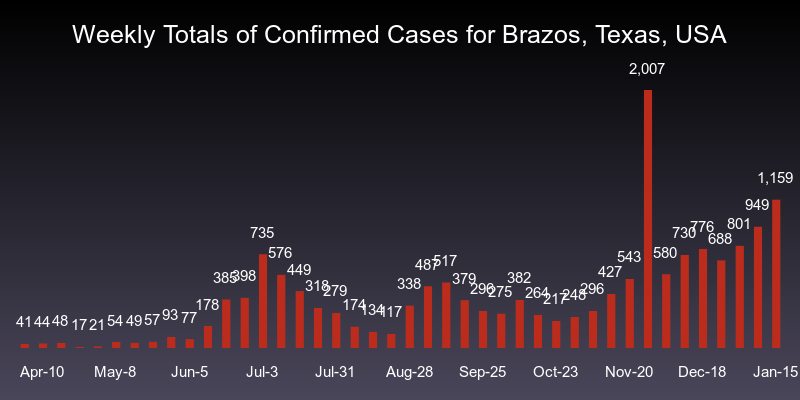 Weekly Totals of Confirmed Cases for Brazos, Texas, USA
41 44 48 17 21 54 49 57 93 77 178 385 398 735 576 449 318 279 174 134 117 338 487 517 379 296 275 382 264 217 248 296 427 543 2,007 580 730 776 688 801 949 1,159
Apr-10 May-8 Jun-5 Jul-3 Jul-31 Aug-28 Sep-25 Oct-23 Nov-20 Dec-18 Jan-15